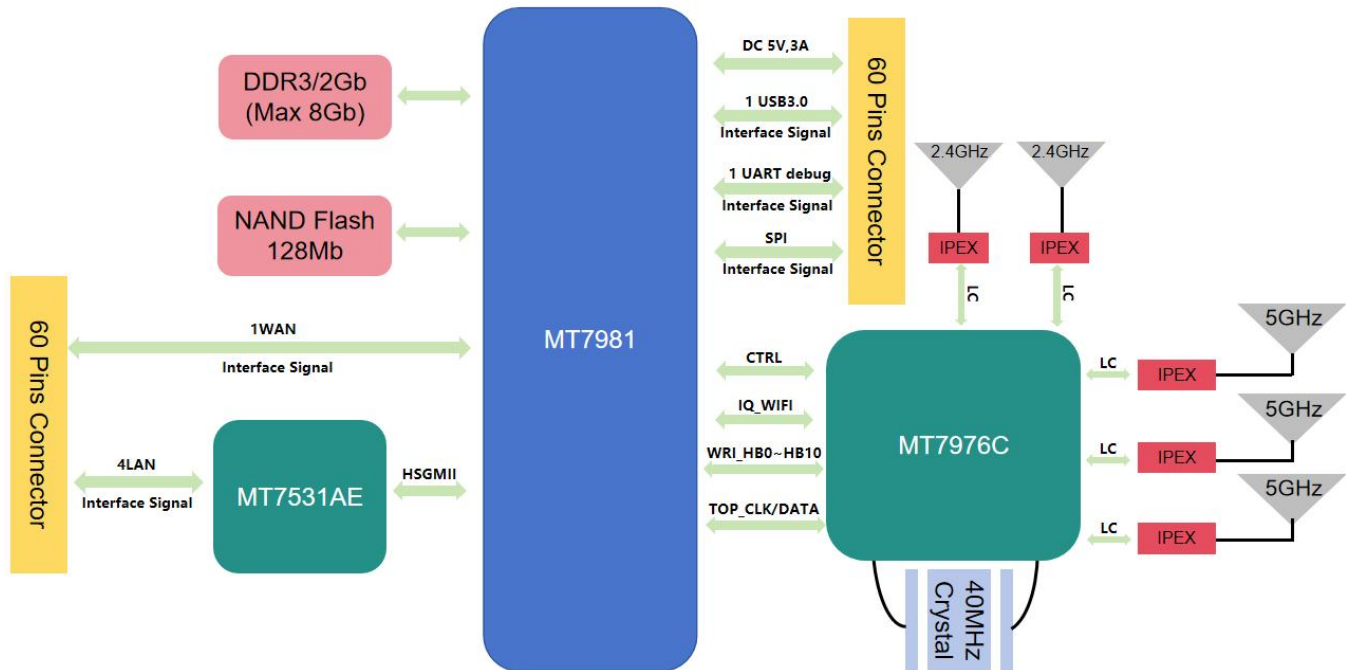 DDR3/2Gb
(Max 8Gb)
NAND Flash
128Mb
60 Pins Connector
1WAN
Interface Signal
4LAN
Interface Signal
MT7531AE
HSGMII
MT7981
DC 5V,3A
1 USB3.0
Interface Signal
1 UART debug
Interface Signal
SPI
Interface Signal
60 Pins Connector
CTRL
IQ_WIFI
WRI_HB0~HB10
TOP_CLK/DATA
2.4GHz
2.4GHz
IPEX
IPEX
LC
LC
MT7976C
LC
IPEX
5GHz
LC
IPEX
5GHz
LC
IPEX
5GHz
40MHz
Crystal